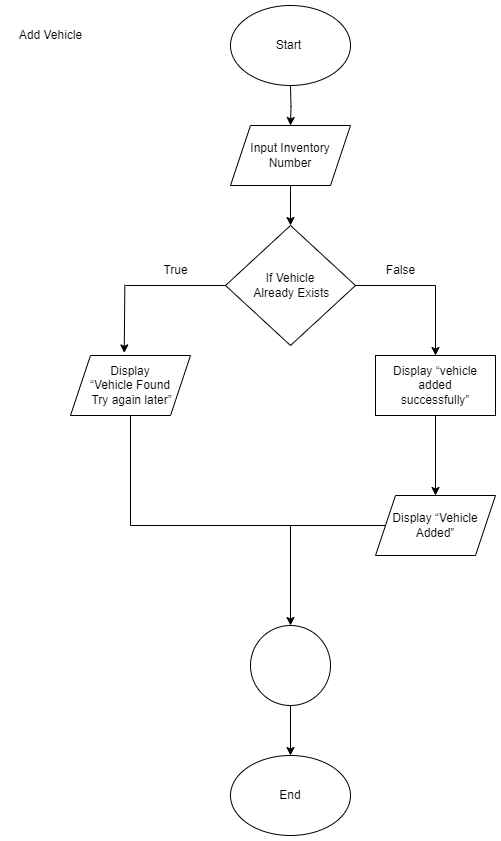 Add Vehicle
Start
Input Inventory
Number
If Vehicle
Already Exists
True
False
Display
“Vehicle Found
Try again later”
Display “vehicle
added
successfully”
Display “Vehicle
Added”
End